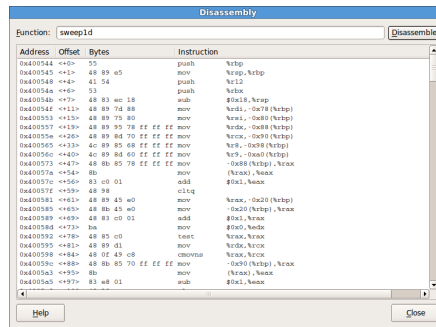 Disassembly
Function: sweep1d Disassemble
Address Offset Bytes Instruction
0x400544 <+0> 55 push %rbp
0x400545 <+1> 48 89 e5 mov %rsp,%rbp
0x400548 <+4> 41 54 push %r12
0x40054a <+6> 53 push %rbx
0x40054b <+7> 48 83 ec 18 sub $0x18,%rsp
0x40054f <+11> 48 89 7d 88 mov %rdi,-0x78(%rbp)
0x400553 <+15> 48 89 75 80 mov %rsi,-0x80(%rbp)
0x400557 <+19> 48 89 95 78 ff ff ff mov %rdx,-0x88(%rbp)
0x40055e <+26> 48 89 8d 70 ff ff ff mov %rcx,-0x90(%rbp)
0x400565 <+33> 4c 89 85 68 ff ff ff mov %r8,-0x98(%rbp)
0x40056c <+40> 4c 89 8d 60 ff ff ff mov %r9,-0xa0(%rbp)
0x400573 <+47> 48 8b 85 78 ff ff ff mov -0x88(%rbp),%rax
0x40057a <+54> 8b mov (%rax),%eax
0x40057c <+56> 83 c0 01 add $0x1,%eax
0x40057f <+59> 48 98 cltq
0x400581 <+61> 48 89 45 e0 mov %rax,-0x20(%rbp)
0x400585 <+65> 48 8b 45 e0 mov -0x20(%rbp),%rax
0x400589 <+69> 48 83 c0 01 add $0x1,%rax
0x40058d <+73> ba mov $0x0,%edx
0x400592 <+78> 48 85 c0 test %rax,%rax
0x400595 <+81> 48 89 d1 mov %rdx,%rcx
0x400598 <+84> 48 0f 49 c8 cmovns %rax,%rcx
0x40059c <+88> 48 8b 85 70 ff ff ff mov -0x90(%rbp),%rax
0x4005a3 <+95> 8b mov (%rax),%eax
0x4005a5 <+97> 83 e8 01 sub $0x1,%eax
Help Close